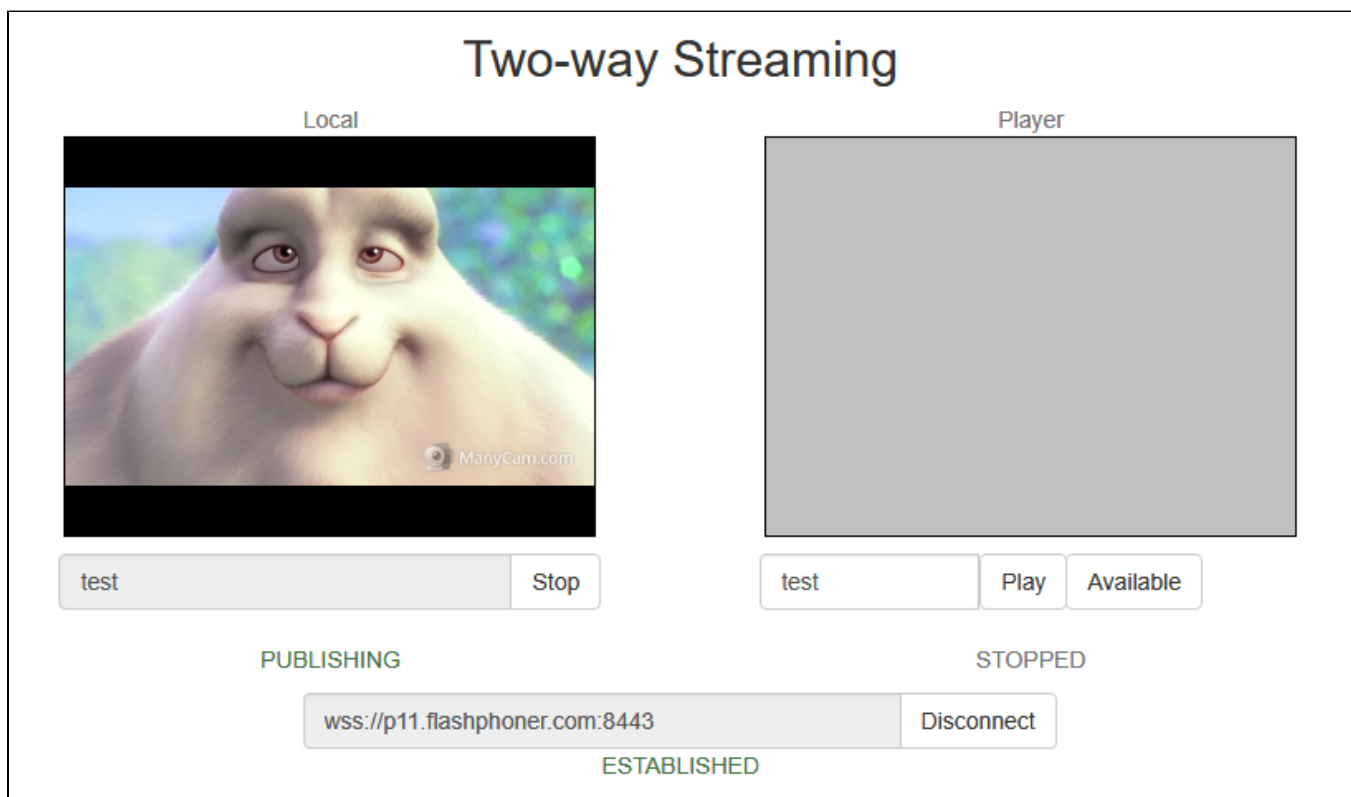 Two-way Streaming
Local
Player
ManyCam.com
test
Stop
test
Play
Available
PUBLISHING
STOPPED
wss://p11.flashphoner.com:8443
Disconnect
ESTABLISHED